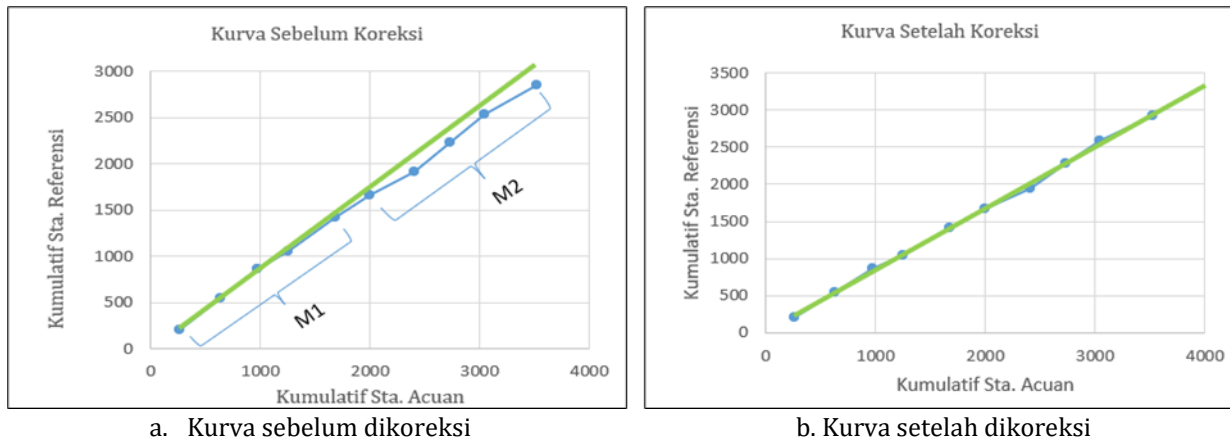 Kurva Sebelum Koreksi
3000
2500
2000
1500
1000
500
0
0 1000 2000 3000 4000
Kumulatif Sta. Referensi
Kumulatif Sta. Acuan
M1
M2
Kurva Setelah Koreksi
3500
3000
2500
2000
1500
1000
500
0
0 1000 2000 3000 4000
Kumulatif Sta. Referensi
Kumulatif Sta. Acuan
a. Kurva sebelum dikoreksi
b. Kurva setelah dikoreksi